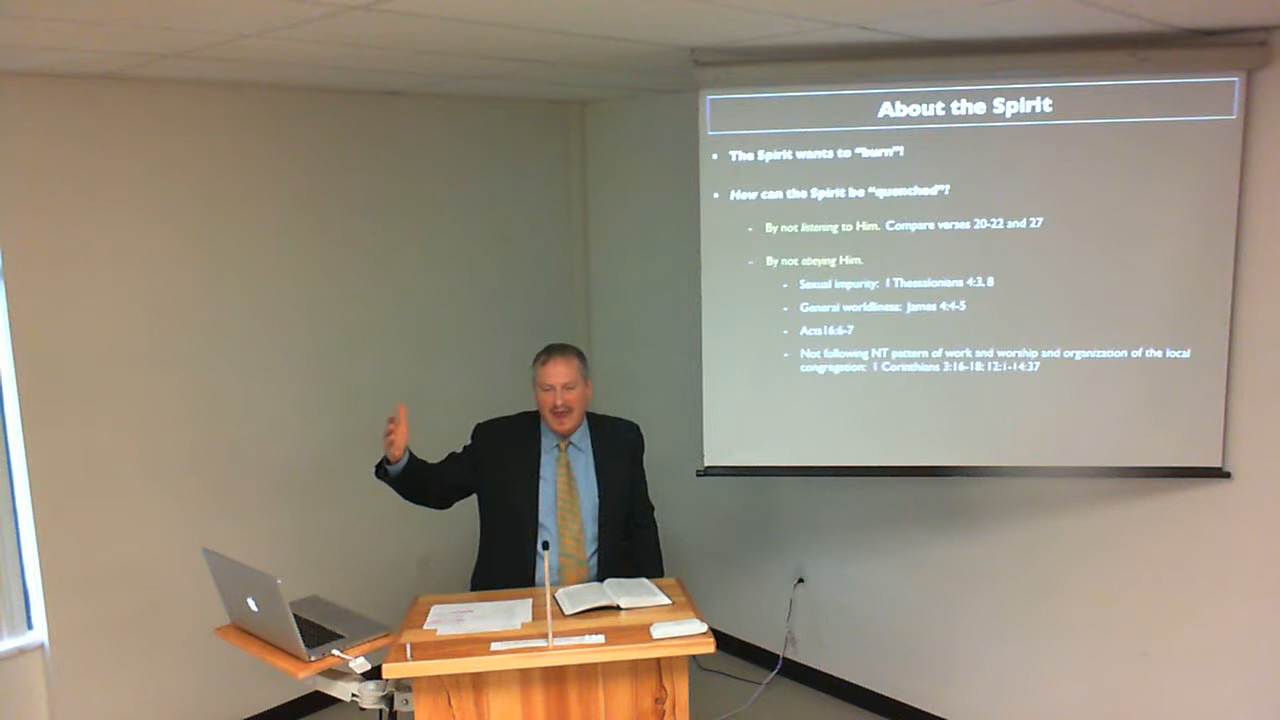 About the Spirit
• The Spirit wants to “burn”!
• How can the Spirit be “quenched”?
- By not listening to Him. Compare verses 20-22 and 27
- By not obeying Him.
- Sexual impurity: 1 Thessalonians 4:3, 8
- General worldliness: James 4:4-5
- Acts16:6-7
- Not following NT pattern of work and worship and organization of the local
congregation: 1 Corinthians 3:16-18; 12:1-14:37